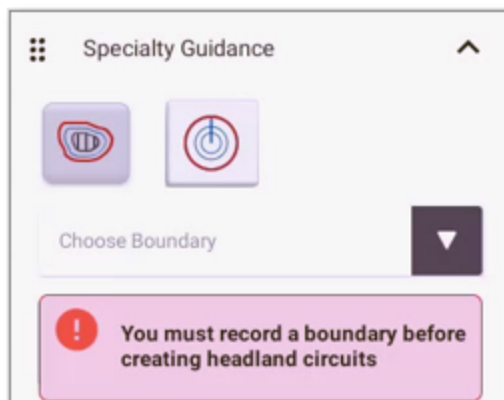 Specialty Guidance
Choose Boundary
You must record a boundary before
creating headland circuits